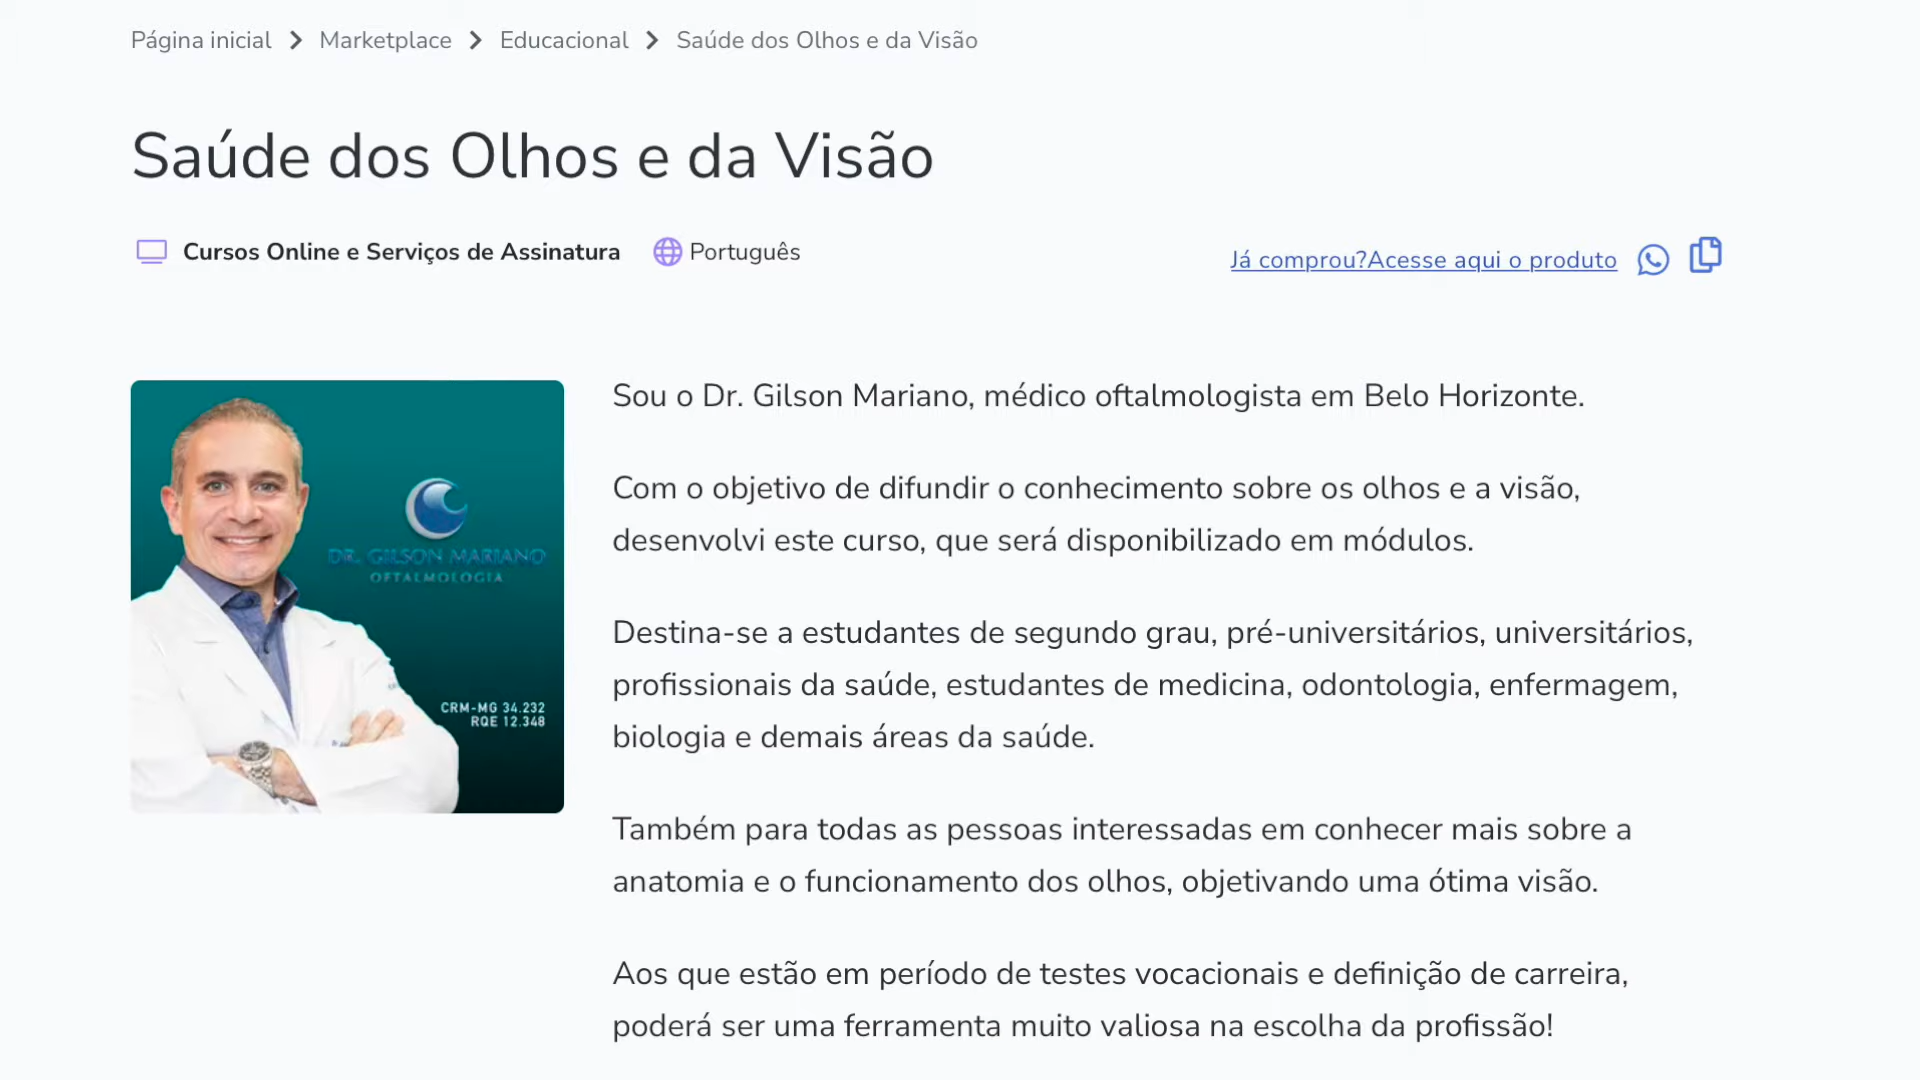 Página inicial > Marketplace > Educacional > Saúde dos Olhos e da Visão
Saúde dos Olhos e da Visão
Cursos Online e Serviços de Assinatura Português
Já comprou?Acesse aqui o produto
DR. GILSON MARIANO
OFTALMOLOGIA
CRM-MG 34.232
RQE 12.348
Sou o Dr. Gilson Mariano, médico oftalmologista em Belo Horizonte.
Com o objetivo de difundir o conhecimento sobre os olhos e a visão,
desenvolvi este curso, que será disponibilizado em módulos.
Destina-se a estudantes de segundo grau, pré-universitários, universitários,
profissionais da saúde, estudantes de medicina, odontologia, enfermagem,
biologia e demais áreas da saúde.
Também para todas as pessoas interessadas em conhecer mais sobre a
anatomia e o funcionamento dos olhos, objetivando uma ótima visão.
Aos que estão em período de testes vocacionais e definição de carreira,
poderá ser uma ferramenta muito valiosa na escolha da profissão!